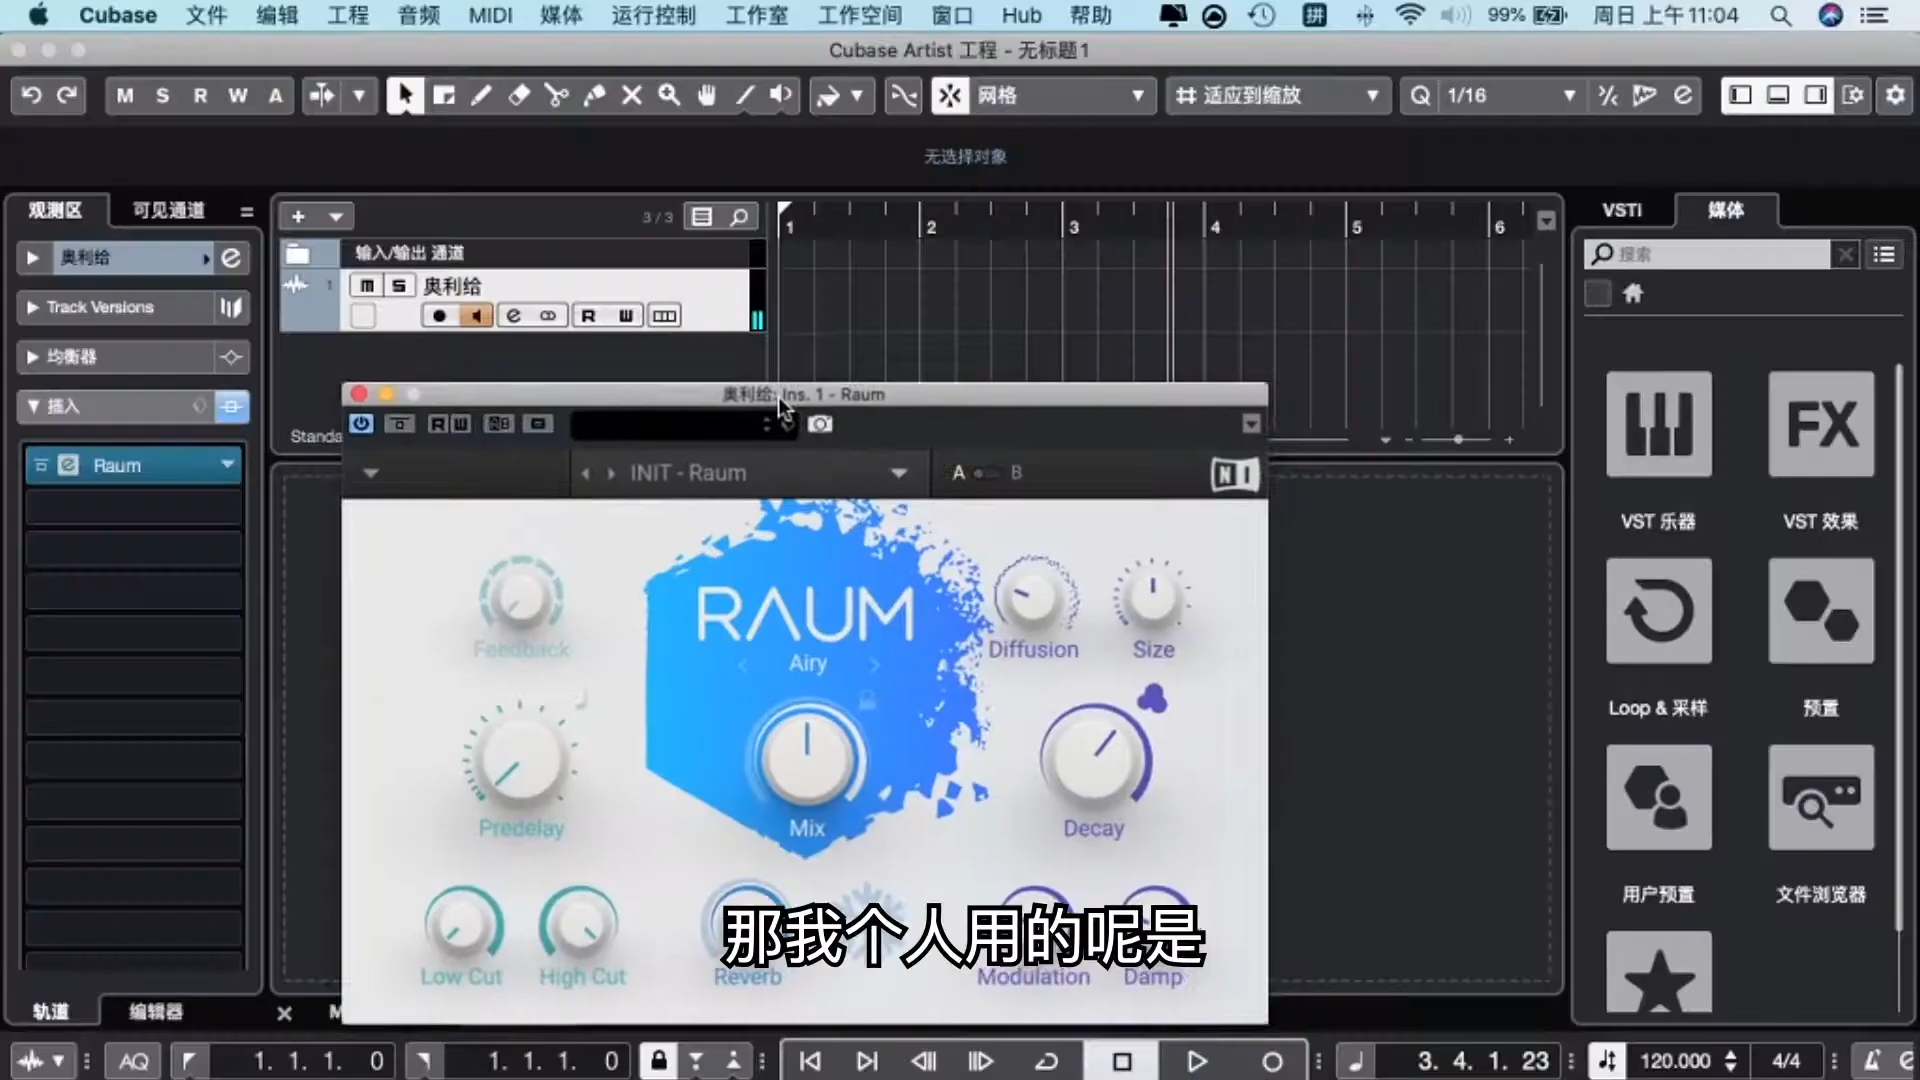 Cubase 文件 编辑 工程 音频 MIDI 媒体 运行控制 工作室 工作空间 窗口 Hub 帮助 拼 99% 周日 上午11:04
Cubase Artist 工程 - 无标题1
M S R W A 网格 适应到缩放 Q 1/16
无选择对象
观测区 可见通道
3 / 3
1 2 3 4 5 6
VSTi 媒体
奥利给
输入/输出 通道
搜索
1 m S 奥利给
R W
Track Versions
均衡器
插入
奥利给: Ins. 1 - Raum
R W
Standa
Raum
INIT - Raum
A B
NI
FX
VST 乐器 VST 效果
RAUM
Airy
Feedback
Diffusion Size
Loop & 采样 预置
Predelay
Mix
Decay
用户预置 文件浏览器
那我个人用的呢是
Low Cut High Cut Reverb Modulation Damp
轨道 编辑器 M
AQ 1. 1. 1. 0 1. 1. 1. 0 3. 4. 1. 23 120.000 4/4